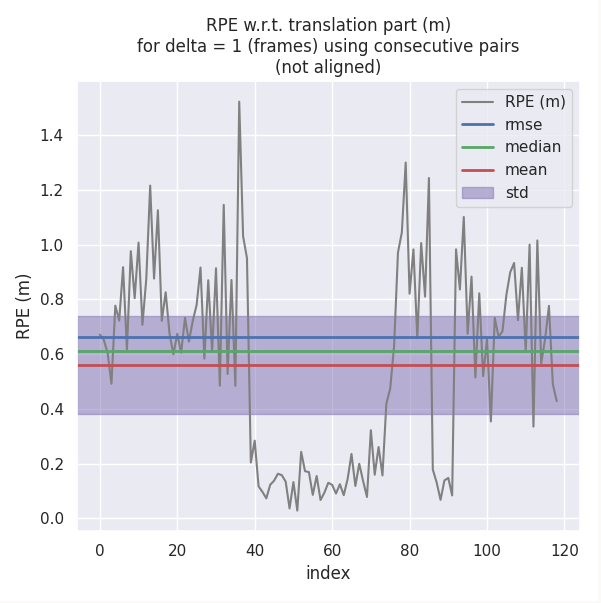 RPE w.r.t. translation part (m)
for delta = 1 (frames) using consecutive pairs
(not aligned)
RPE (m)
rmse
median
mean
std
RPE (m)
1.4
1.2
1.0
0.8
0.6
0.4
0.2
0.0
0
20
40
60
80
100
120
index